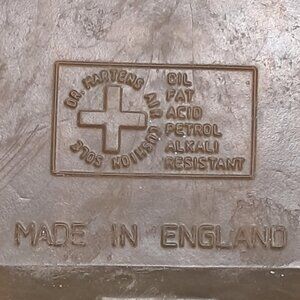 DR. MARTENS AIR CUSHION SOLE
OIL
FAT
ACID
PETROL
ALKALI
RESISTANT
MADE IN ENGLAND